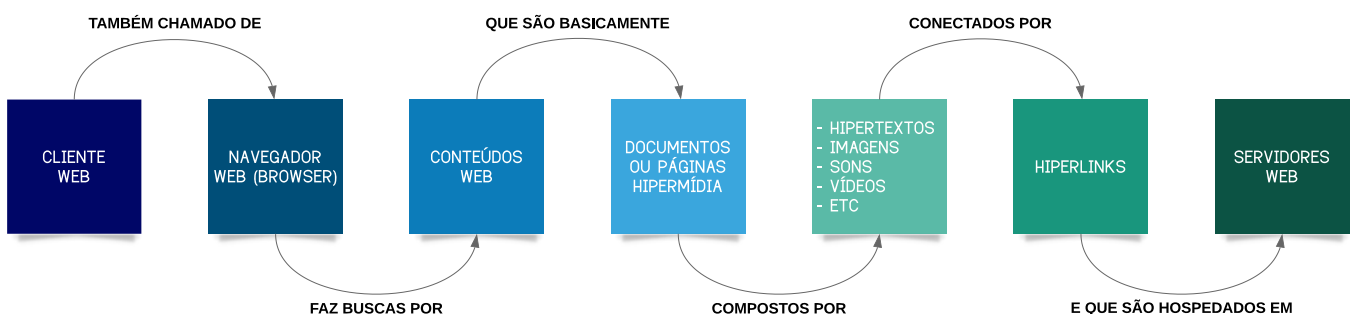 TAMBÉM CHAMADO DE
QUE SÃO BASICAMENTE
CONECTADOS POR
CLIENTE
WEB
NAVEGADOR
WEB (BROWSER)
CONTEÚDOS
WEB
DOCUMENTOS
OU PÁGINAS
HIPERMÍDIA
- HIPERTEXTOS
- IMAGENS
- SONS
- VÍDEOS
- ETC
HIPERLINKS
SERVIDORES
WEB
FAZ BUSCAS POR
COMPOSTOS POR
E QUE SÃO HOSPEDADOS EM